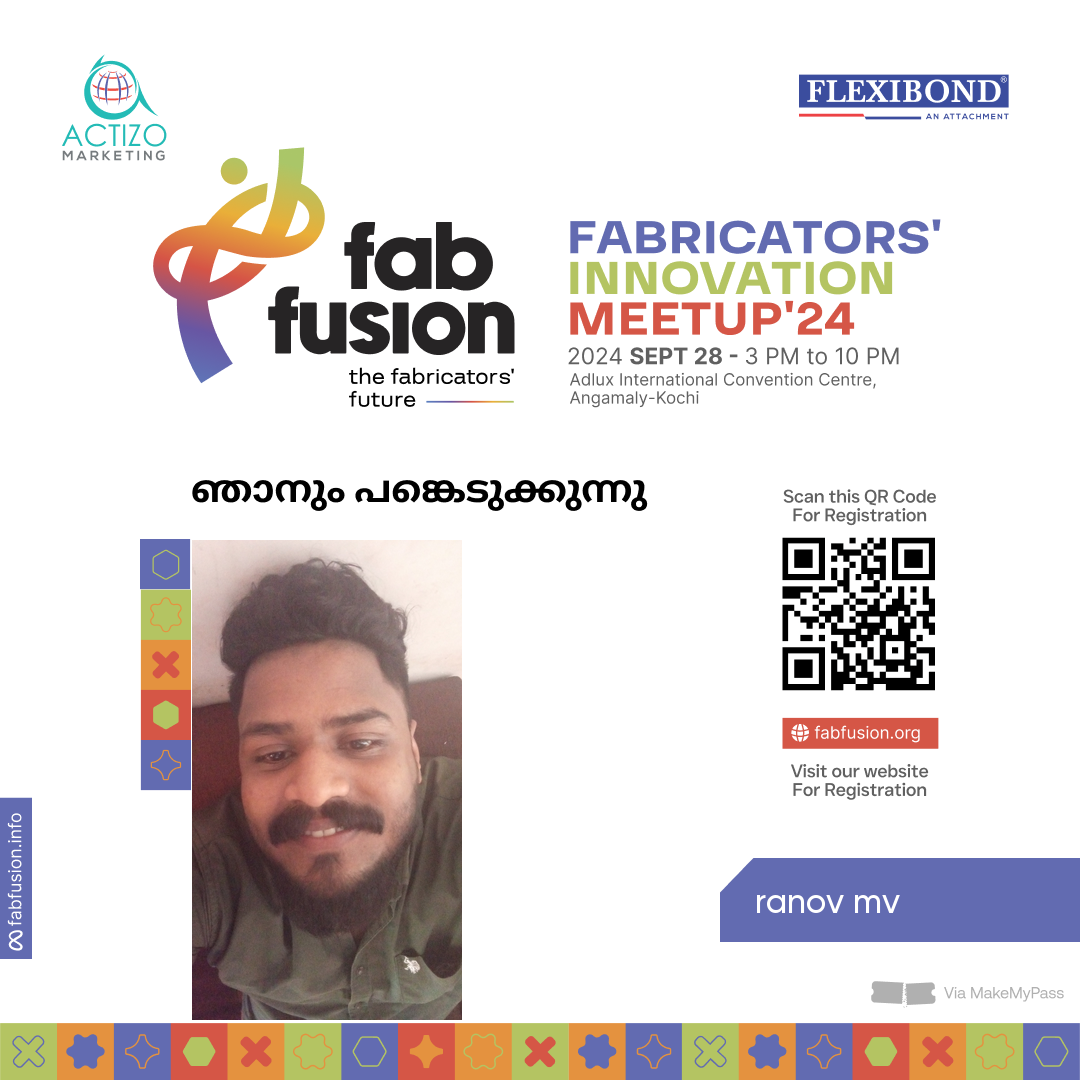 ACTIZO
MARKETING
FLEXIBOND®
AN ATTACHMENT
fab
fusion
the fabricators'
future
FABRICATORS'
INNOVATION
MEETUP'24
2024 SEPT 28 - 3 PM to 10 PM
Adlux International Convention Centre,
Angamaly-Kochi
ഞാനും പങ്കെടുക്കുന്നു
Scan this QR Code
For Registration
fabfusion.org
Visit our website
For Registration
fabfusion.info
ranov mv
Via MakeMyPass